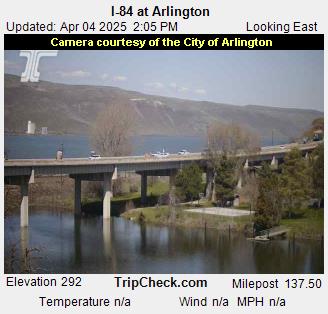 I-84 at Arlington
Updated: Apr 04 2025 2:05 PM Looking East
Camera courtesy of the City of Arlington
Elevation 292 TripCheck.com Milepost 137.50
Temperature n/a Wind n/a MPH n/a